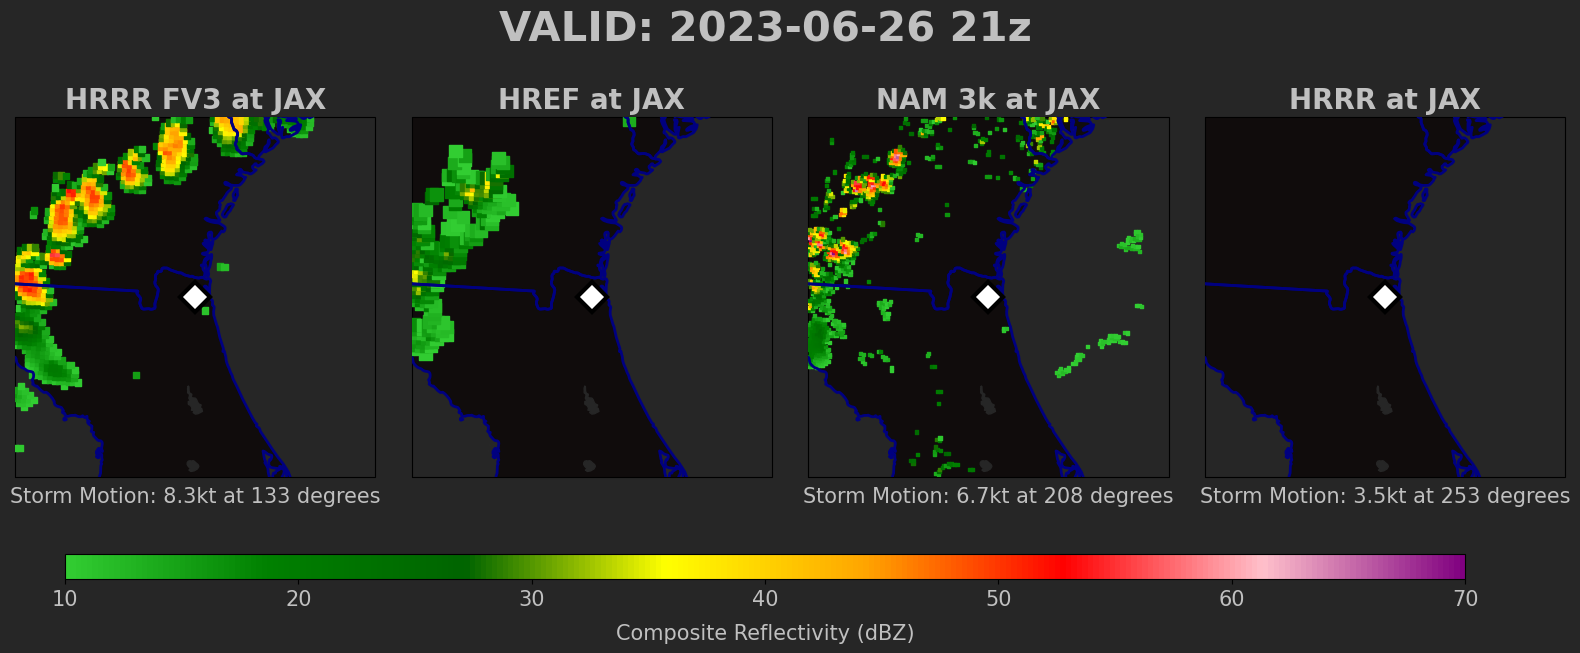 VALID: 2023-06-26 21z
HRRR FV3 at JAX
HREF at JAX
NAM 3k at JAX
HRRR at JAX
Storm Motion: 8.3kt at 133 degrees
Storm Motion: 6.7kt at 208 degrees
Storm Motion: 3.5kt at 253 degrees
10 20 30 40 50 60 70
Composite Reflectivity (dBZ)